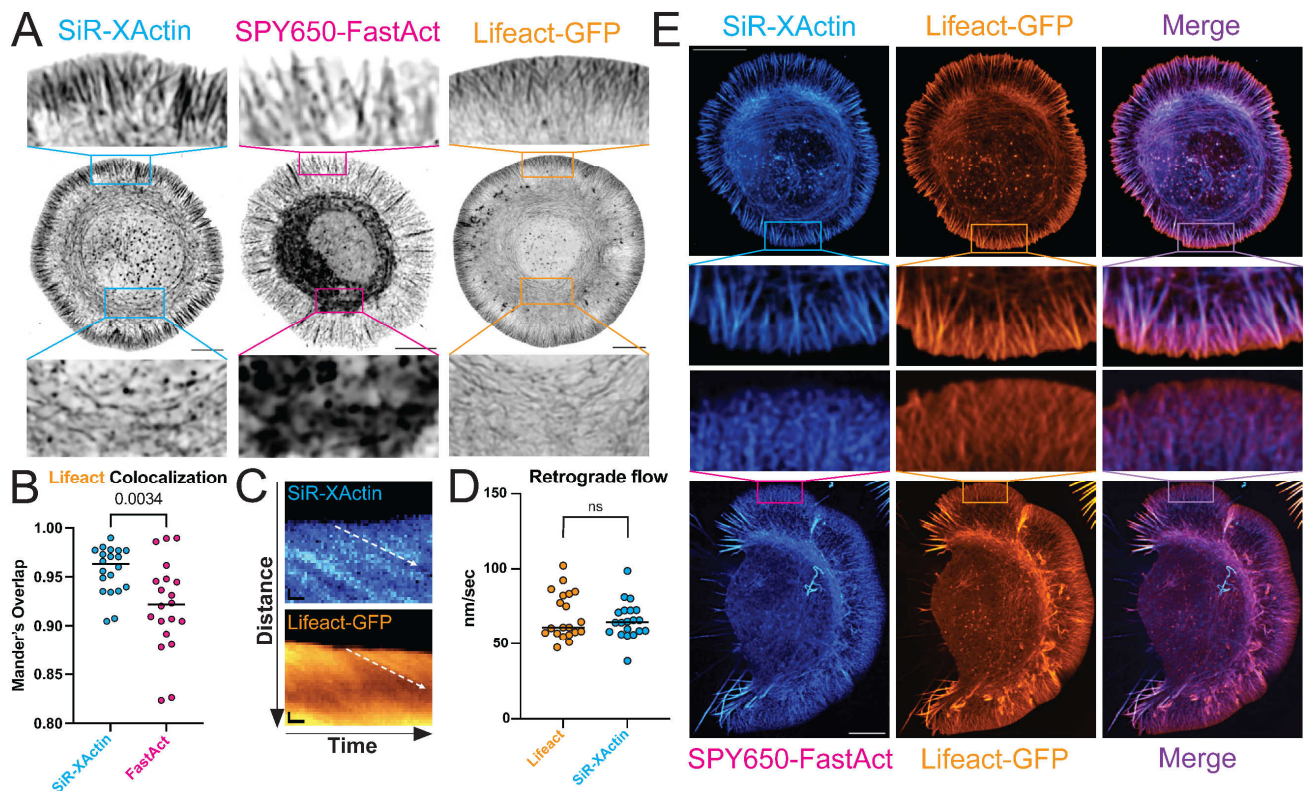 A
SiR-XActin
SPY650-FastAct
Lifeact-GFP
B
Lifeact Colocalization
0.0034
1.00
0.95
0.90
0.85
0.80
Mander's Overlap
SiR-XActin
FastAct
C
SiR-XActin
Lifeact-GFP
Distance
Time
D
Retrograde flow
ns
150
100
50
0
nm/sec
Lifeact
SiR-XActin
E
SiR-XActin
Lifeact-GFP
Merge
SPY650-FastAct
Lifeact-GFP
Merge